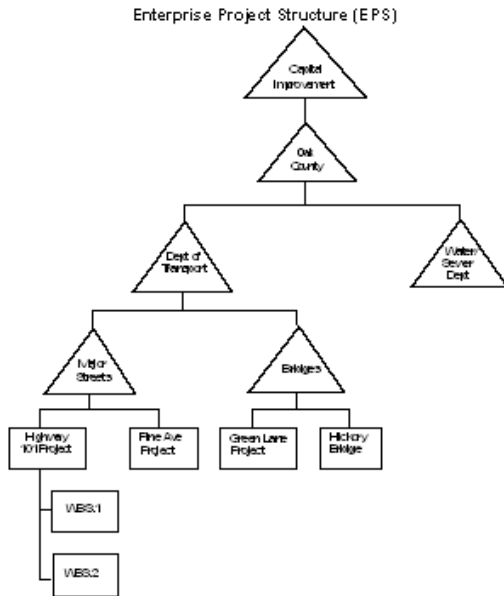 Enterprise Project Structure (EPS)
Capital
Improvement
Oak
County
Dept of
Transport
Water/
Sewer
Dept
Major
Streets
Bridges
Highway
101 Project
Pine Ave
Project
Green Lane
Project
Hickory
Bridge
WBS.1
WBS.2